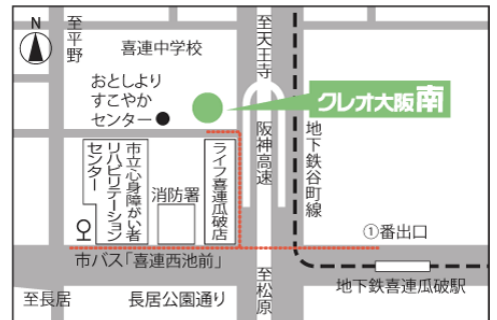 N
至平野
喜連中学校
至天王寺
おとしより
すこやか
センター
クレオ大阪南
阪神高速
地下鉄谷町線
市立心身障がい者
リハビリテーション
センター
消防署
ライフ喜連瓜破店
①番出口
市バス「喜連西池前」
地下鉄喜連瓜破駅
至長居
長居公園通り
至松原